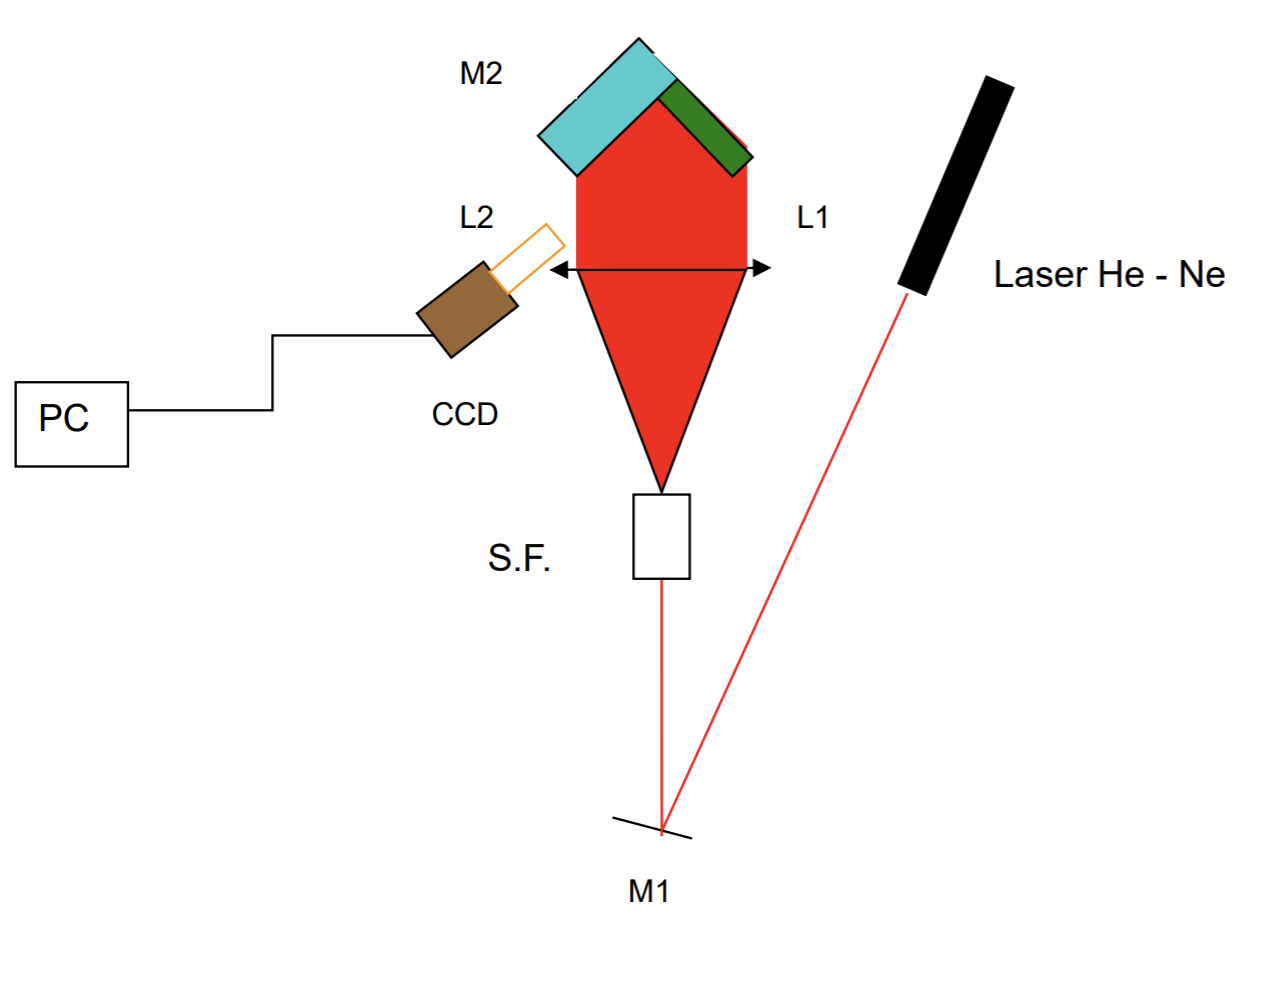 M2
L2
L1
Laser He - Ne
PC
CCD
S.F.
M1